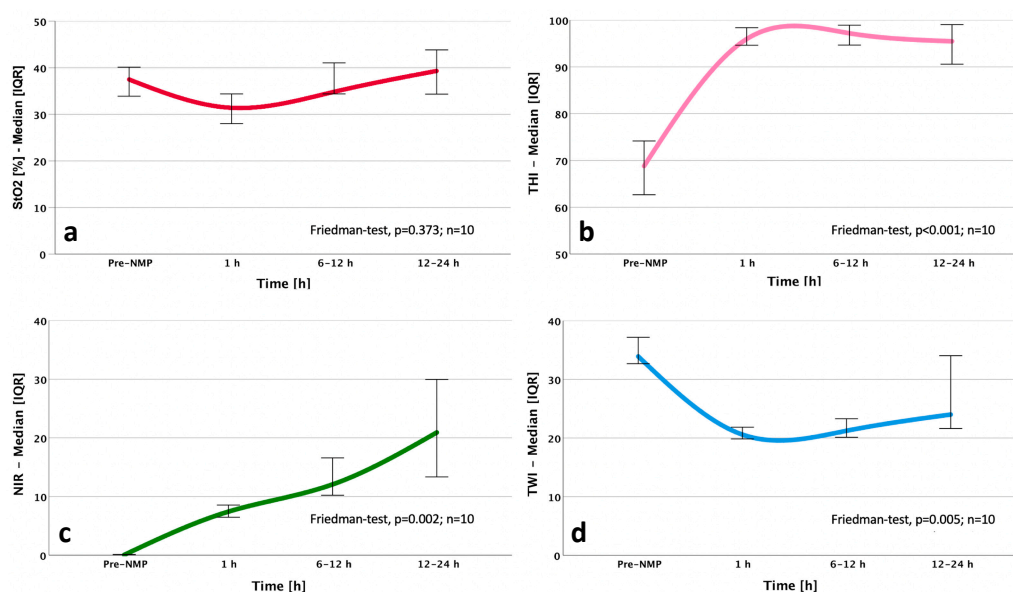 StO2 [%] - Median [IQR]
50
40
30
20
10
0
a
Friedman-test, p=0.373; n=10
Pre-NMP 1 h 6-12 h 12-24 h
Time [h]
THI - Median [IQR]
100
90
80
70
60
50
b
Friedman-test, p<0.001; n=10
Pre-NMP 1 h 6-12 h 12-24 h
Time [h]
NIR - Median [IQR]
40
30
20
10
0
c
Friedman-test, p=0.002; n=10
Pre-NMP 1 h 6-12 h 12-24 h
Time [h]
TWI - Median [IQR]
40
30
20
10
0
d
Friedman-test, p=0.005; n=10
Pre-NMP 1 h 6-12 h 12-24 h
Time [h]